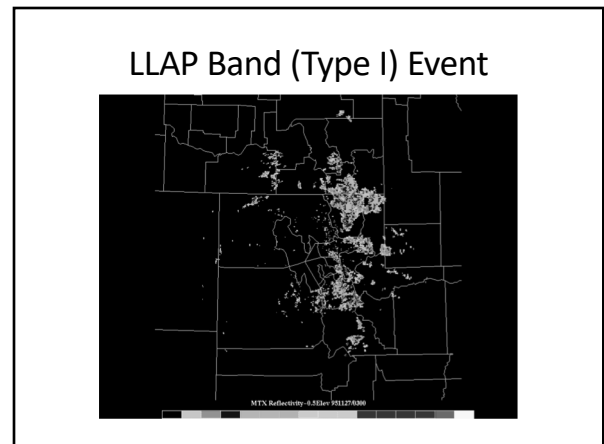 LLAP Band (Type I) Event
MTX Reflectivity-0.5Elev 951127/0300